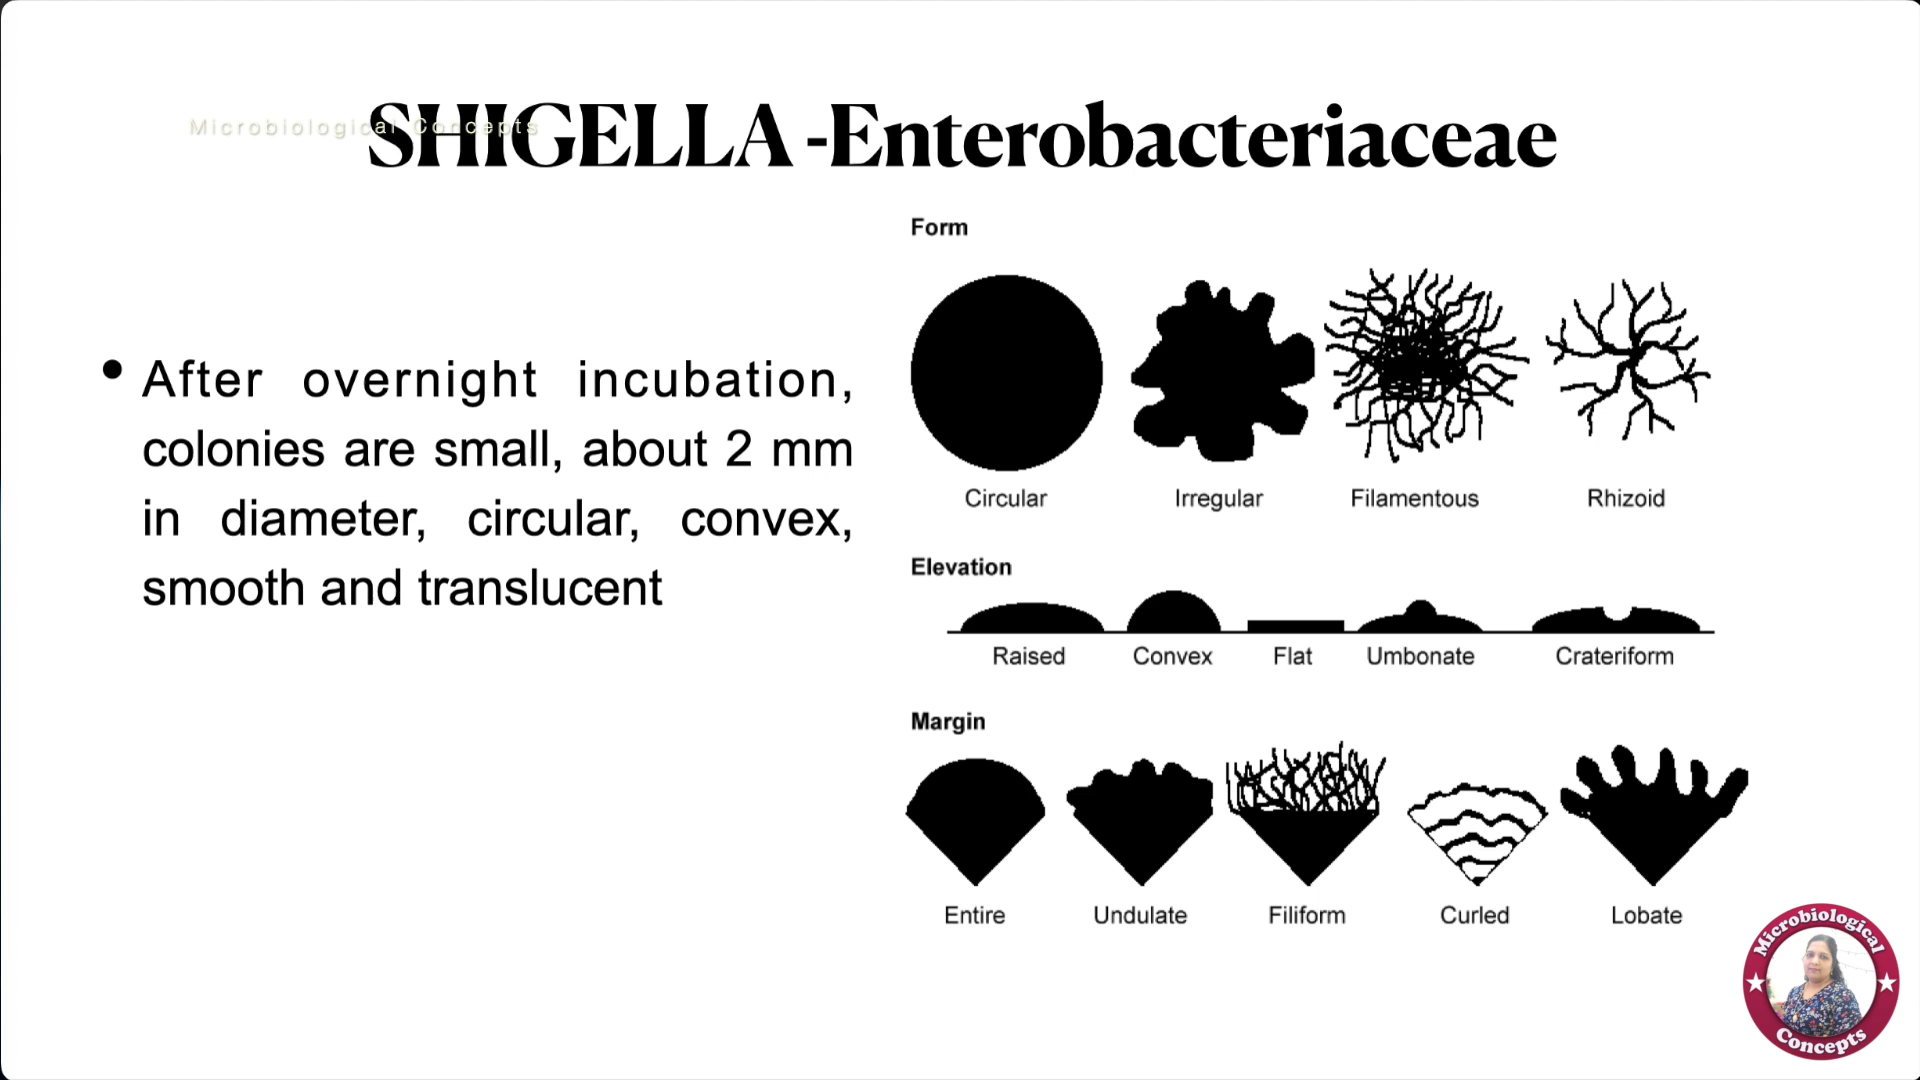 Microbiological Concepts
SHIGELLA -Enterobacteriaceae
• After overnight incubation,
colonies are small, about 2 mm
in diameter, circular, convex,
smooth and translucent
Form
Circular Irregular Filamentous Rhizoid
Elevation
Raised Convex Flat Umbonate Crateriform
Margin
Entire Undulate Filiform Curled Lobate
Microbiological
Concepts